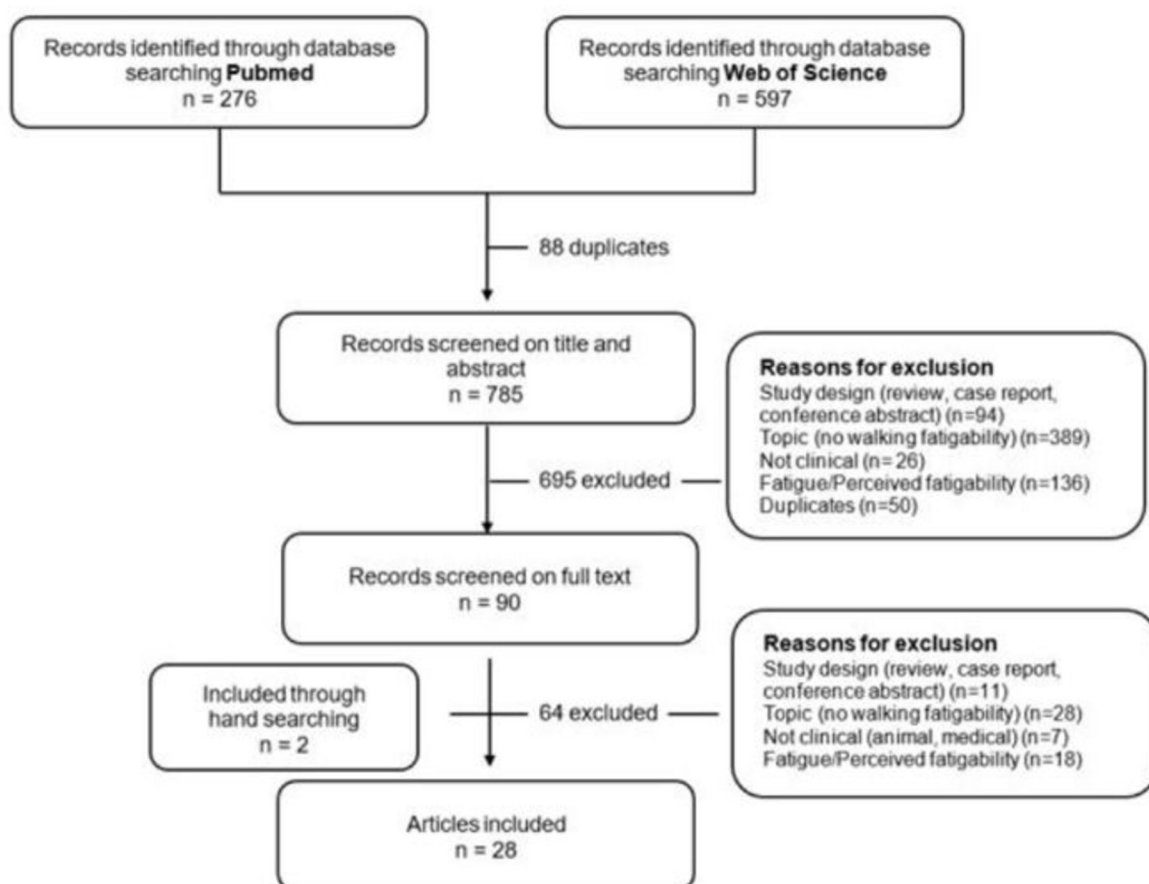 Records identified through database
searching Pubmed
n = 276
Records identified through database
searching Web of Science
n = 597
88 duplicates
Records screened on title and
abstract
n = 785
Reasons for exclusion
Study design (review, case report,
conference abstract) (n=94)
Topic (no walking fatigability) (n=389)
Not clinical (n=26)
Fatigue/Perceived fatigability (n=136)
Duplicates (n=50)
695 excluded
Records screened on full text
n = 90
Included through
hand searching
n = 2
64 excluded
Reasons for exclusion
Study design (review, case report,
conference abstract) (n=11)
Topic (no walking fatigability) (n=28)
Not clinical (animal, medical) (n=7)
Fatigue/Perceived fatigability (n=18)
Articles included
n = 28